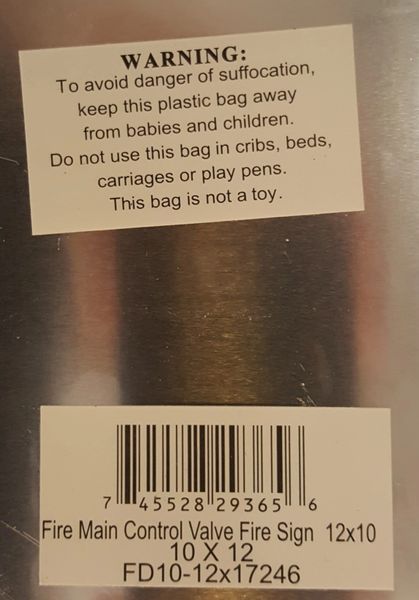 WARNING:
To avoid danger of suffocation,
keep this plastic bag away
from babies and children.
Do not use this bag in cribs, beds,
carriages or play pens.
This bag is not a toy.
7 45528 29365 6
Fire Main Control Valve Fire Sign 12x10
10 X 12
FD10-12x17246